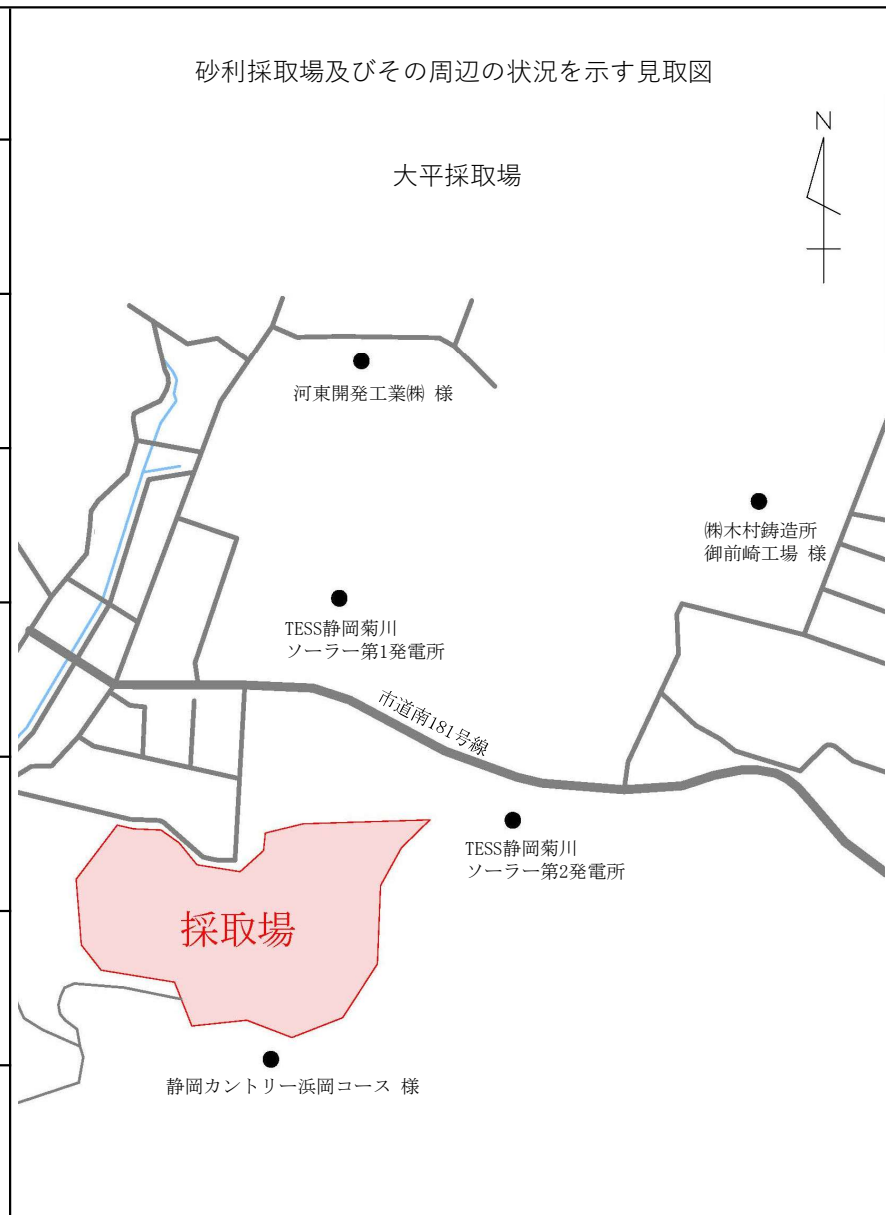 砂利採取場及びその周辺の状況を示す見取図
N
大平採取場
河東開発工業㈱ 様
㈱木村鋳造所
御前崎工場 様
TESS静岡菊川
ソーラー第1発電所
市道南181号線
TESS静岡菊川
ソーラー第2発電所
採取場
静岡カントリー浜岡コース 様